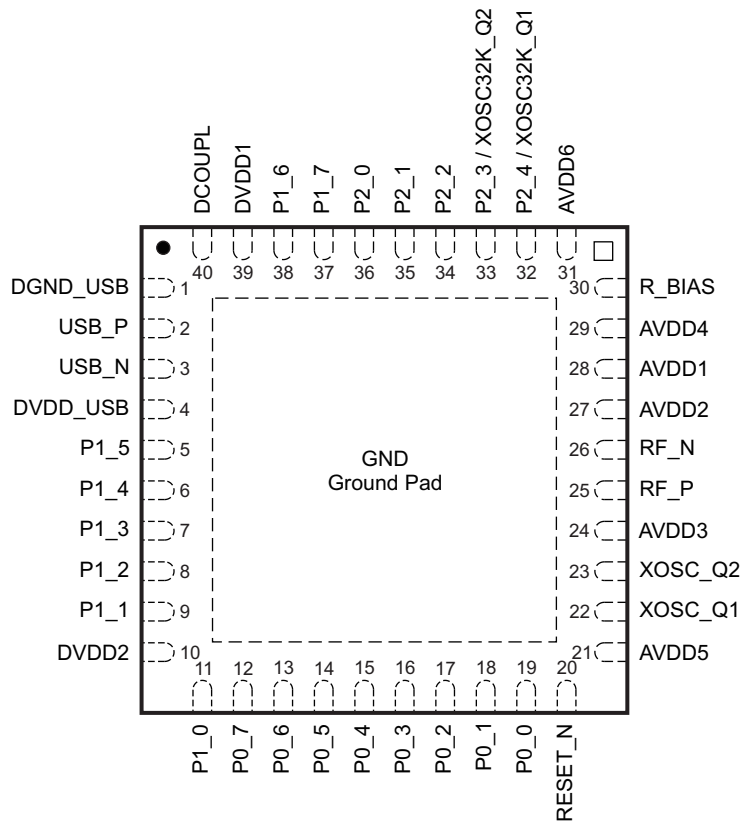 DCOUPL
DVDD1
P1_6
P1_7
P2_0
P2_1
P2_2
P2_3 / XOSC32K_Q2
P2_4 / XOSC32K_Q1
AVDD6
40
39
38
37
36
35
34
33
32
31
DGND_USB 1
USB_P 2
USB_N 3
DVDD_USB 4
P1_5 5
P1_4 6
P1_3 7
P1_2 8
P1_1 9
DVDD2 10
GND
Ground Pad
30 R_BIAS
29 AVDD4
28 AVDD1
27 AVDD2
26 RF_N
25 RF_P
24 AVDD3
23 XOSC_Q2
22 XOSC_Q1
21 AVDD5
11
12
13
14
15
16
17
18
19
20
P1_0
P0_7
P0_6
P0_5
P0_4
P0_3
P0_2
P0_1
P0_0
RESET_N